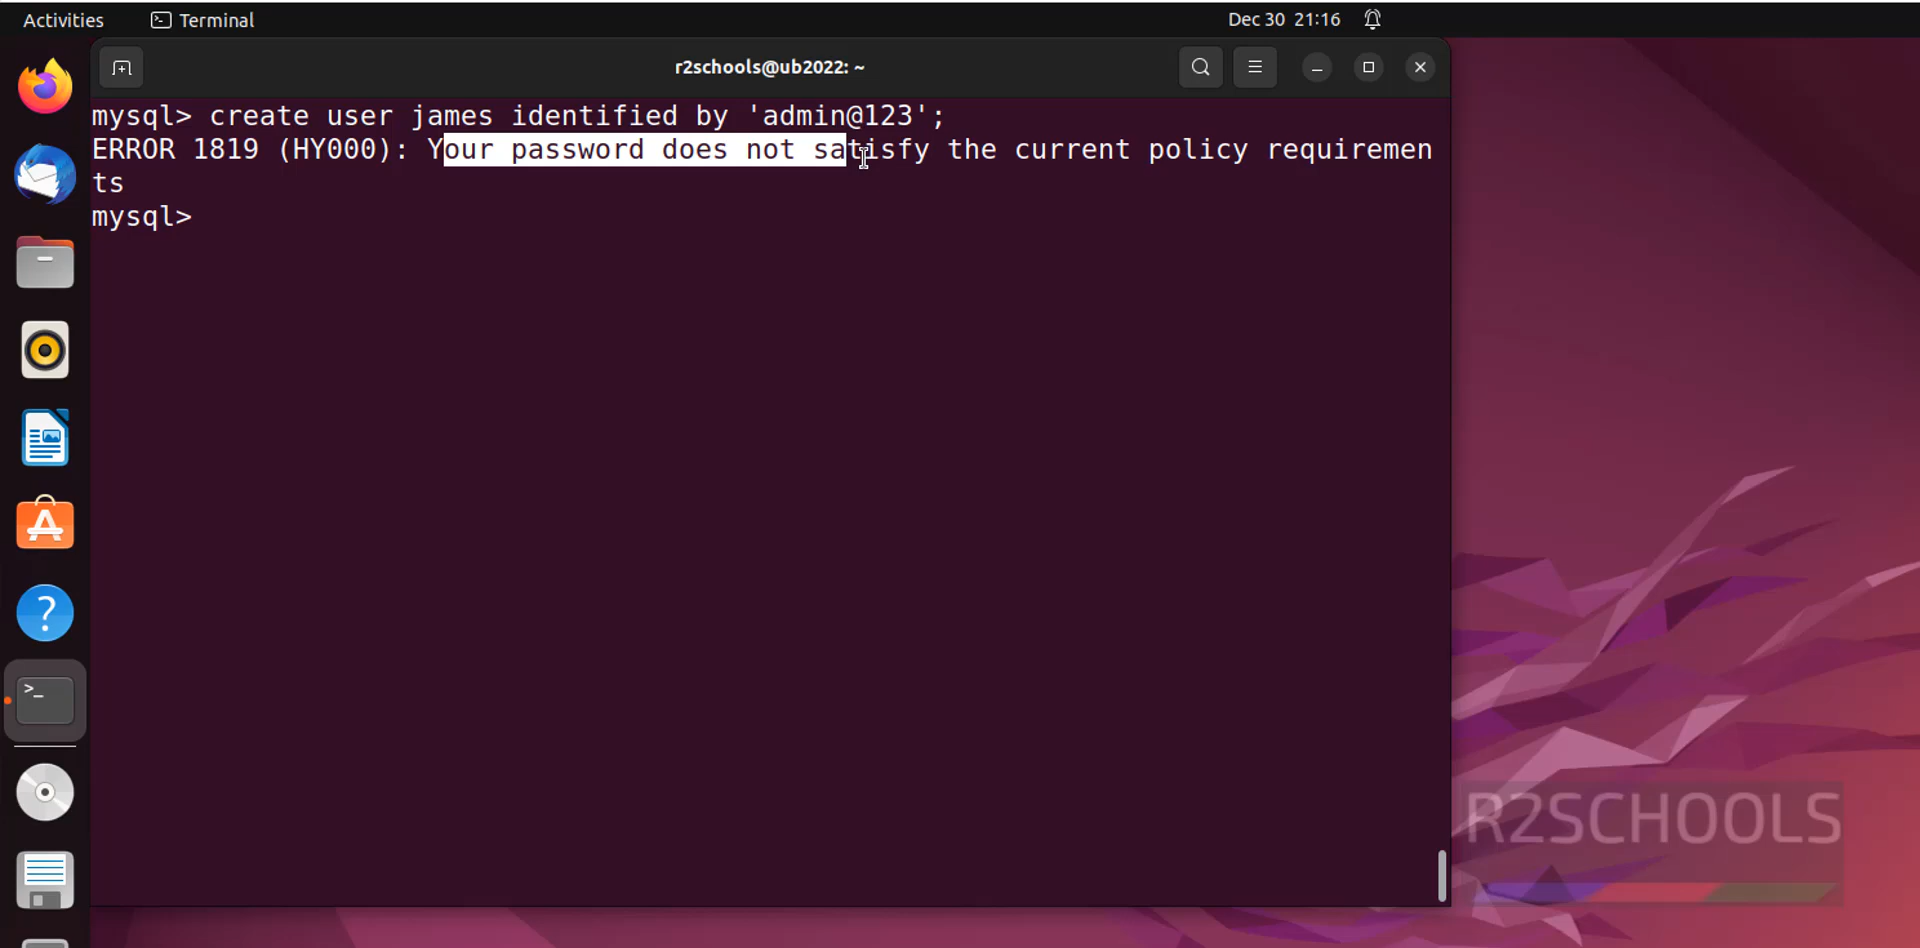 Activities
Terminal
Dec 30 21:16
r2schools@ub2022: ~
mysql> create user james identified by 'admin@123';
ERROR 1819 (HY000): Your password does not satisfy the current policy requiremen
ts
mysql>
R2SCHOOLS